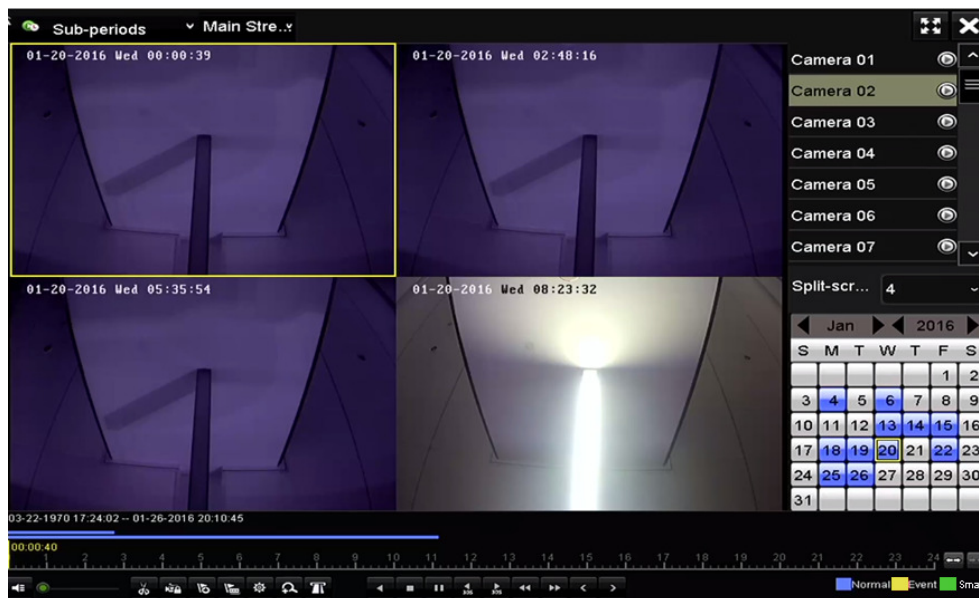 Sub-periods Main Stre...
01-20-2016 Wed 00:00:39
01-20-2016 Wed 02:48:16
01-20-2016 Wed 05:35:54
01-20-2016 Wed 08:23:32
Camera 01
Camera 02
Camera 03
Camera 04
Camera 05
Camera 06
Camera 07
Split-scr... 4
Jan 2016
S M T W T F S
1 2
3 4 5 6 7 8 9
10 11 12 13 14 15 16
17 18 19 20 21 22 23
24 25 26 27 28 29 30
31
03-22-1970 17:24:02 -- 01-26-2016 20:10:45
00:00:40
2 3 4 5 6 7 8 9 10 11 12 13 14 15 16 17 18 19 20 21 22 23 24
Normal Event Sma